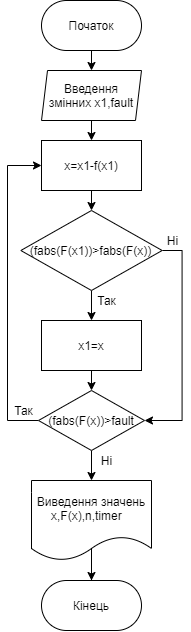 Початок
Введення
змінних x1,fault
x=x1-f(x1)
(fabs(F(x1))>fabs(F(x))
Ні
Так
x1=x
Так
(fabs(F(x))>fault
Ні
Виведення значень
x,F(x),n,timer
Кінець